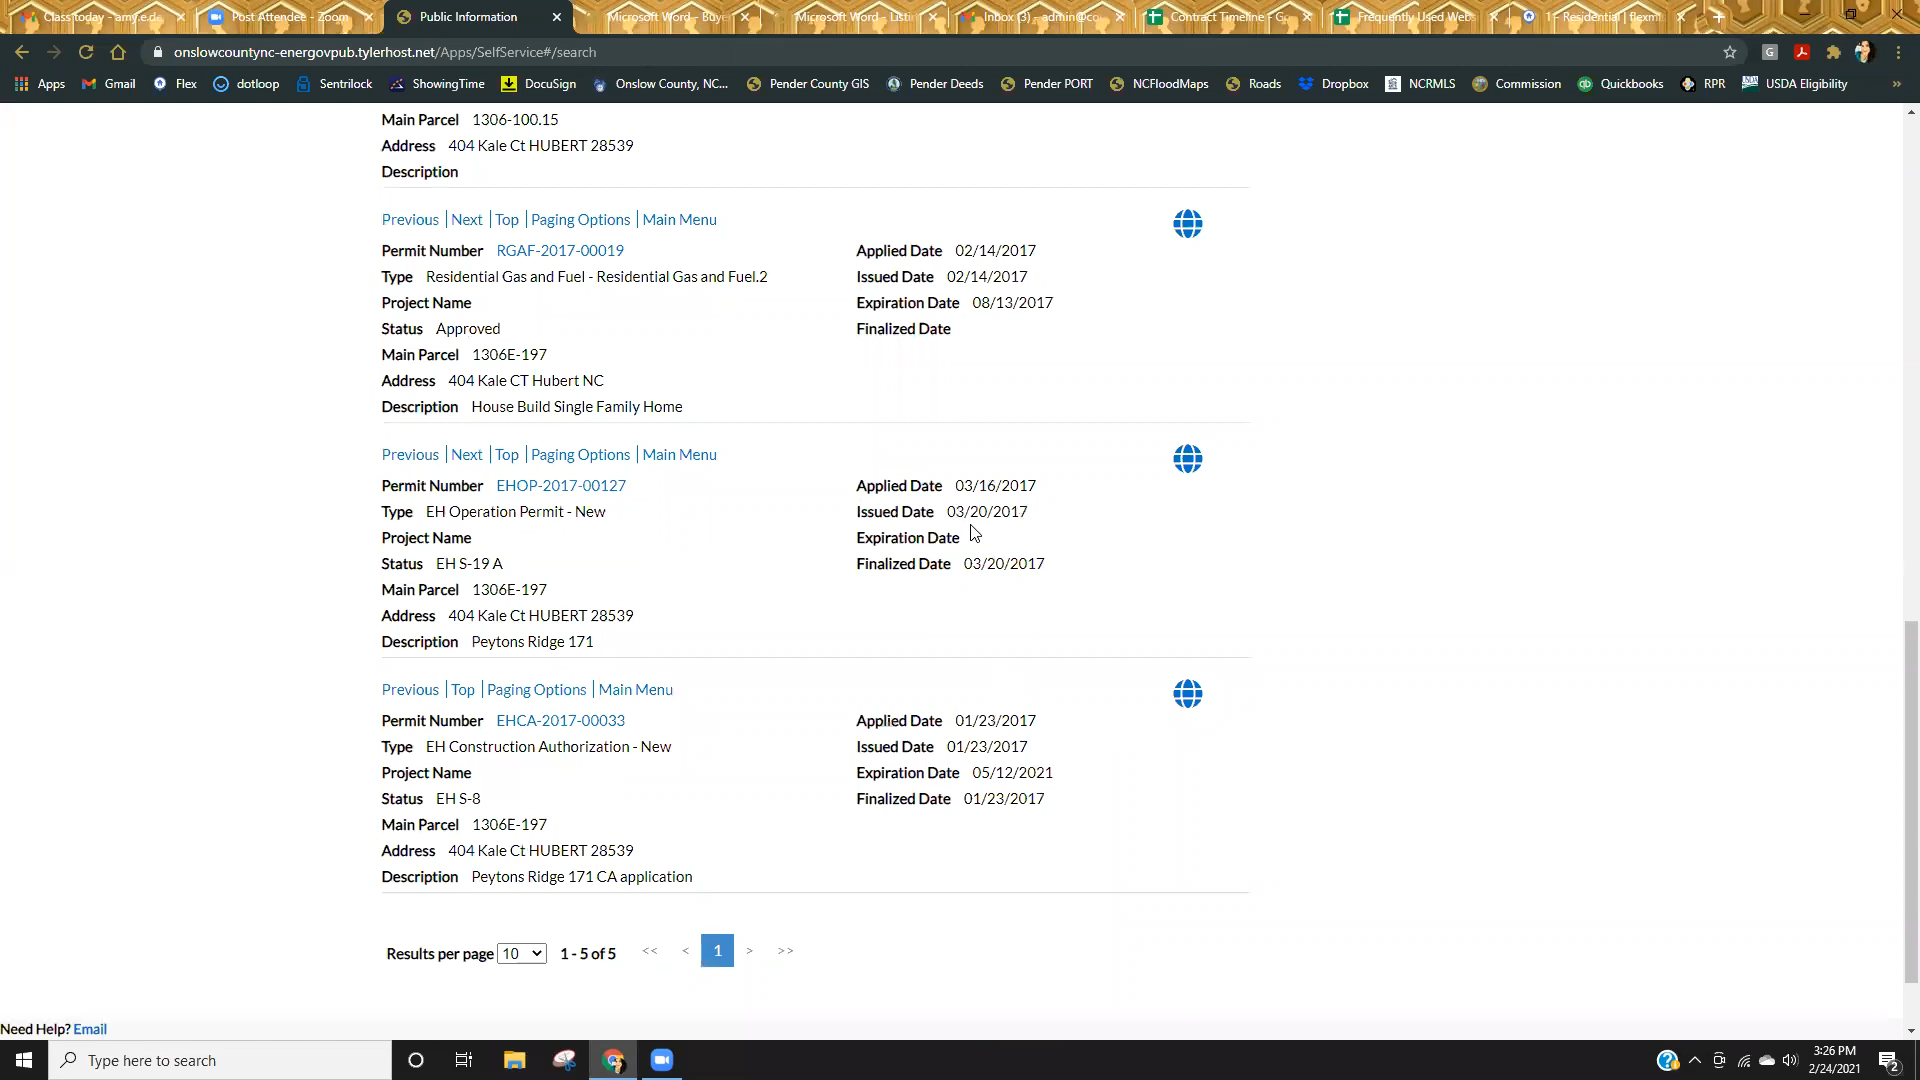 Class today - amy.e.de
Post Attendee - Zoom
Public Information
Microsoft Word - Buye
Microsoft Word - Listi
Inbox (3) - admin@co
Contract Timeline - G
Frequently Used Webs
1 - Residential | flexml
onslowcountync-energovpub.tylerhost.net/Apps/SelfService#/search
Apps Gmail Flex dotloop Sentrilock ShowingTime DocuSign Onslow County, NC... Pender County GIS Pender Deeds Pender PORT NCFloodMaps Roads Dropbox NCRMLS Commission Quickbooks RPR USDA Eligibility »
Main Parcel 1306-100.15
Address 404 Kale Ct HUBERT 28539
Description
Previous | Next | Top | Paging Options | Main Menu
Permit Number RGAF-2017-00019 Applied Date 02/14/2017
Type Residential Gas and Fuel - Residential Gas and Fuel.2 Issued Date 02/14/2017
Project Name Expiration Date 08/13/2017
Status Approved Finalized Date
Main Parcel 1306E-197
Address 404 Kale CT Hubert NC
Description House Build Single Family Home
Previous | Next | Top | Paging Options | Main Menu
Permit Number EHOP-2017-00127 Applied Date 03/16/2017
Type EH Operation Permit - New Issued Date 03/20/2017
Project Name Expiration Date
Status EH S-19 A Finalized Date 03/20/2017
Main Parcel 1306E-197
Address 404 Kale Ct HUBERT 28539
Description Peytons Ridge 171
Previous | Top | Paging Options | Main Menu
Permit Number EHCA-2017-00033 Applied Date 01/23/2017
Type EH Construction Authorization - New Issued Date 01/23/2017
Project Name Expiration Date 05/12/2021
Status EH S-8 Finalized Date 01/23/2017
Main Parcel 1306E-197
Address 404 Kale Ct HUBERT 28539
Description Peytons Ridge 171 CA application
Results per page 10 1 - 5 of 5 << < 1 > >>
Need Help? Email
Type here to search
3:26 PM
2/24/2021
2